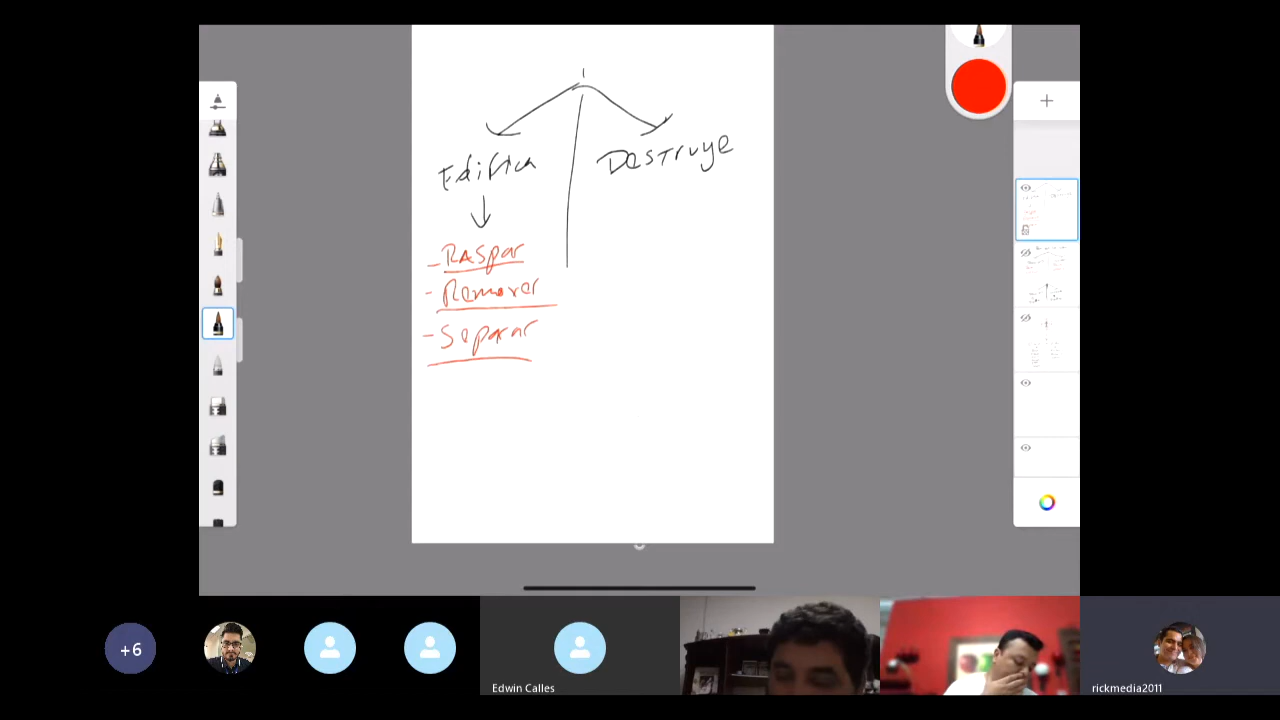 Edifica
Destruye
- Raspar
- Remover
- Separar
+6
Edwin Calles
rickmedia2011